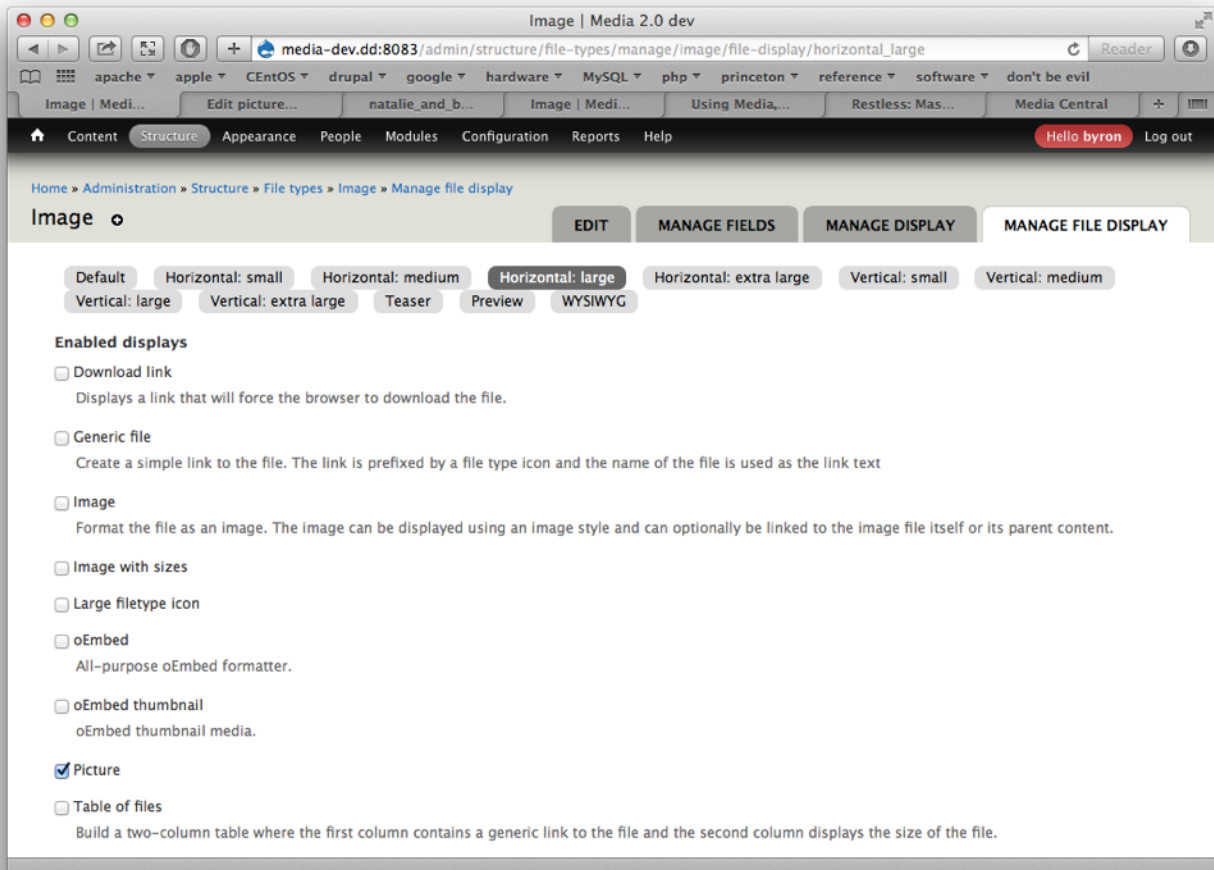 Image | Media 2.0 dev
media-dev.dd:8083/admin/structure/file-types/manage/image/file-display/horizontal_large Reader
apache apple CEntOS drupal google hardware MySQL php princeton reference software don't be evil
Image | Medi... Edit picture... natalie_and_b... Image | Medi... Using Media,... Restless: Mas... Media Central
Content Structure Appearance People Modules Configuration Reports Help Hello byron Log out
Home » Administration » Structure » File types » Image » Manage file display
Image EDIT MANAGE FIELDS MANAGE DISPLAY MANAGE FILE DISPLAY
Default Horizontal: small Horizontal: medium Horizontal: large Horizontal: extra large Vertical: small Vertical: medium
Vertical: large Vertical: extra large Teaser Preview WYSIWYG
Enabled displays
Download link
Displays a link that will force the browser to download the file.
Generic file
Create a simple link to the file. The link is prefixed by a file type icon and the name of the file is used as the link text
Image
Format the file as an image. The image can be displayed using an image style and can optionally be linked to the image file itself or its parent content.
Image with sizes
Large filetype icon
oEmbed
All-purpose oEmbed formatter.
oEmbed thumbnail
oEmbed thumbnail media.
Picture
Table of files
Build a two-column table where the first column contains a generic link to the file and the second column displays the size of the file.